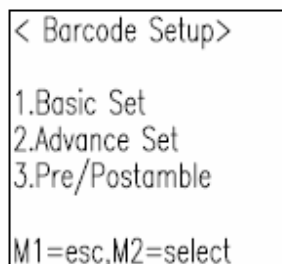 < Barcode Setup>
1.Basic Set
2.Advance Set
3.Pre/Postamble
M1=esc,M2=select